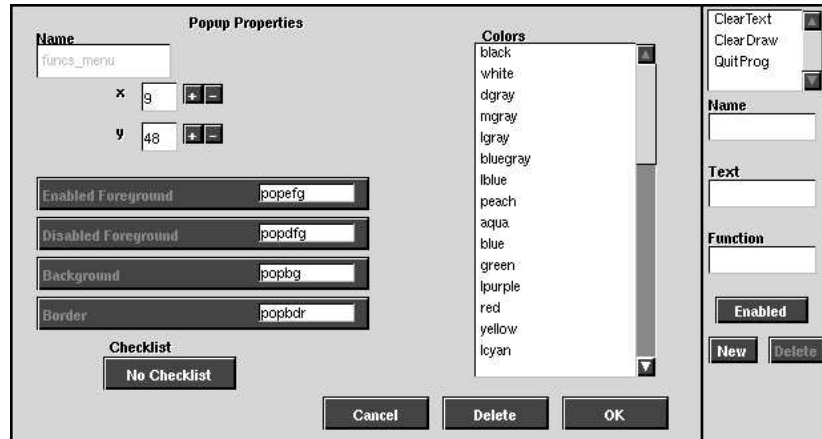 Popup Properties
Name
funcs_menu
x
9
+
-
y
48
+
-
Enabled Foreground
popefg
Disabled Foreground
popdfg
Background
popbg
Border
popbdr
Checklist
No Checklist
Colors
black
white
dgray
mgray
lgray
bluegray
lblue
peach
aqua
blue
green
lpurple
red
yellow
lcyan
Cancel
Delete
OK
ClearText
ClearDraw
QuitProg
Name
Text
Function
Enabled
New
Delete